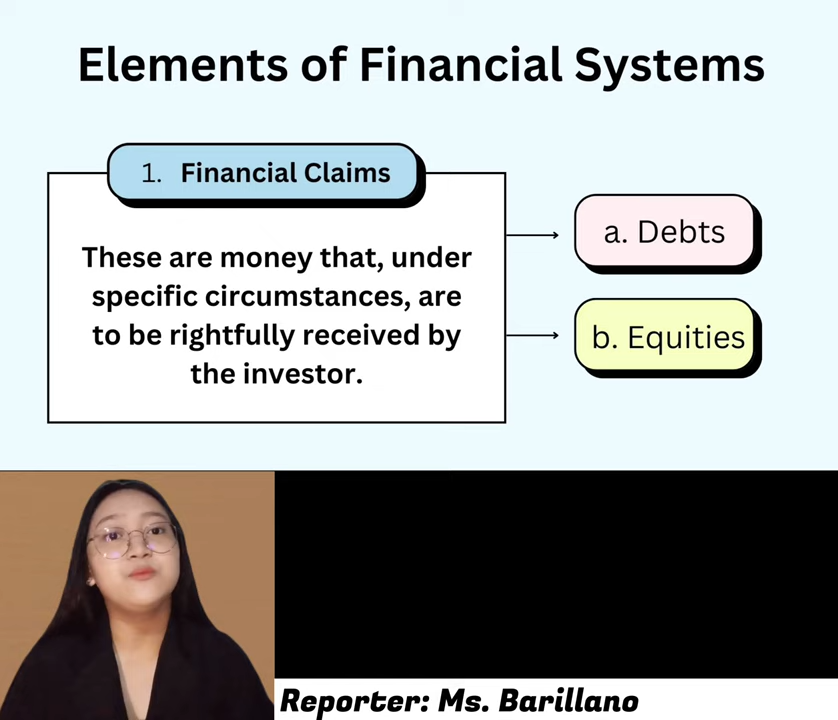 Elements of Financial Systems
1. Financial Claims
These are money that, under
specific circumstances, are
to be rightfully received by
the investor.
a. Debts
b. Equities
Reporter: Ms. Barillano